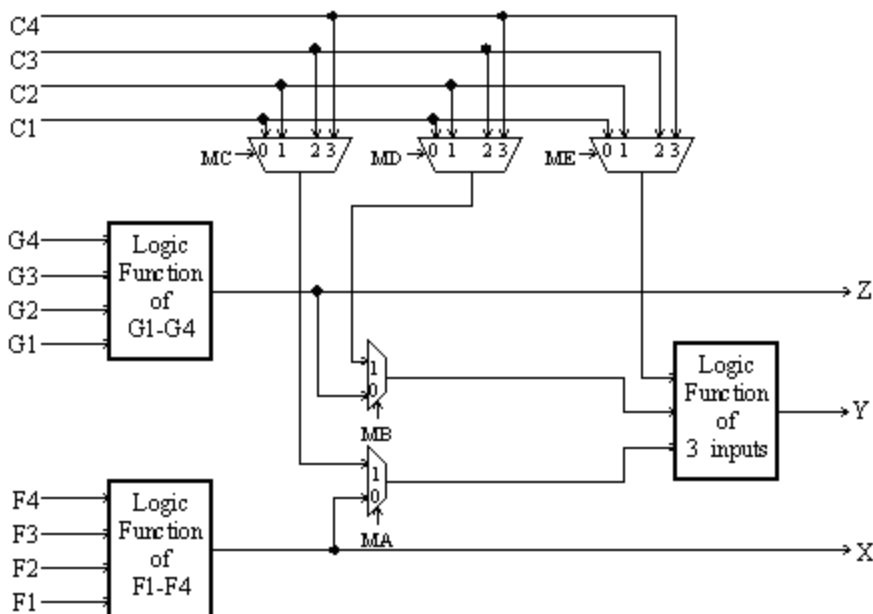 C4
C3
C2
C1
MC 0 1 2 3
MD 0 1 2 3
ME 0 1 2 3
G4
G3
G2
G1
Logic
Function
of
G1-G4
Z
1
0
MB
Logic
Function
of
3 inputs
Y
1
0
MA
F4
F3
F2
F1
Logic
Function
of
F1-F4
X